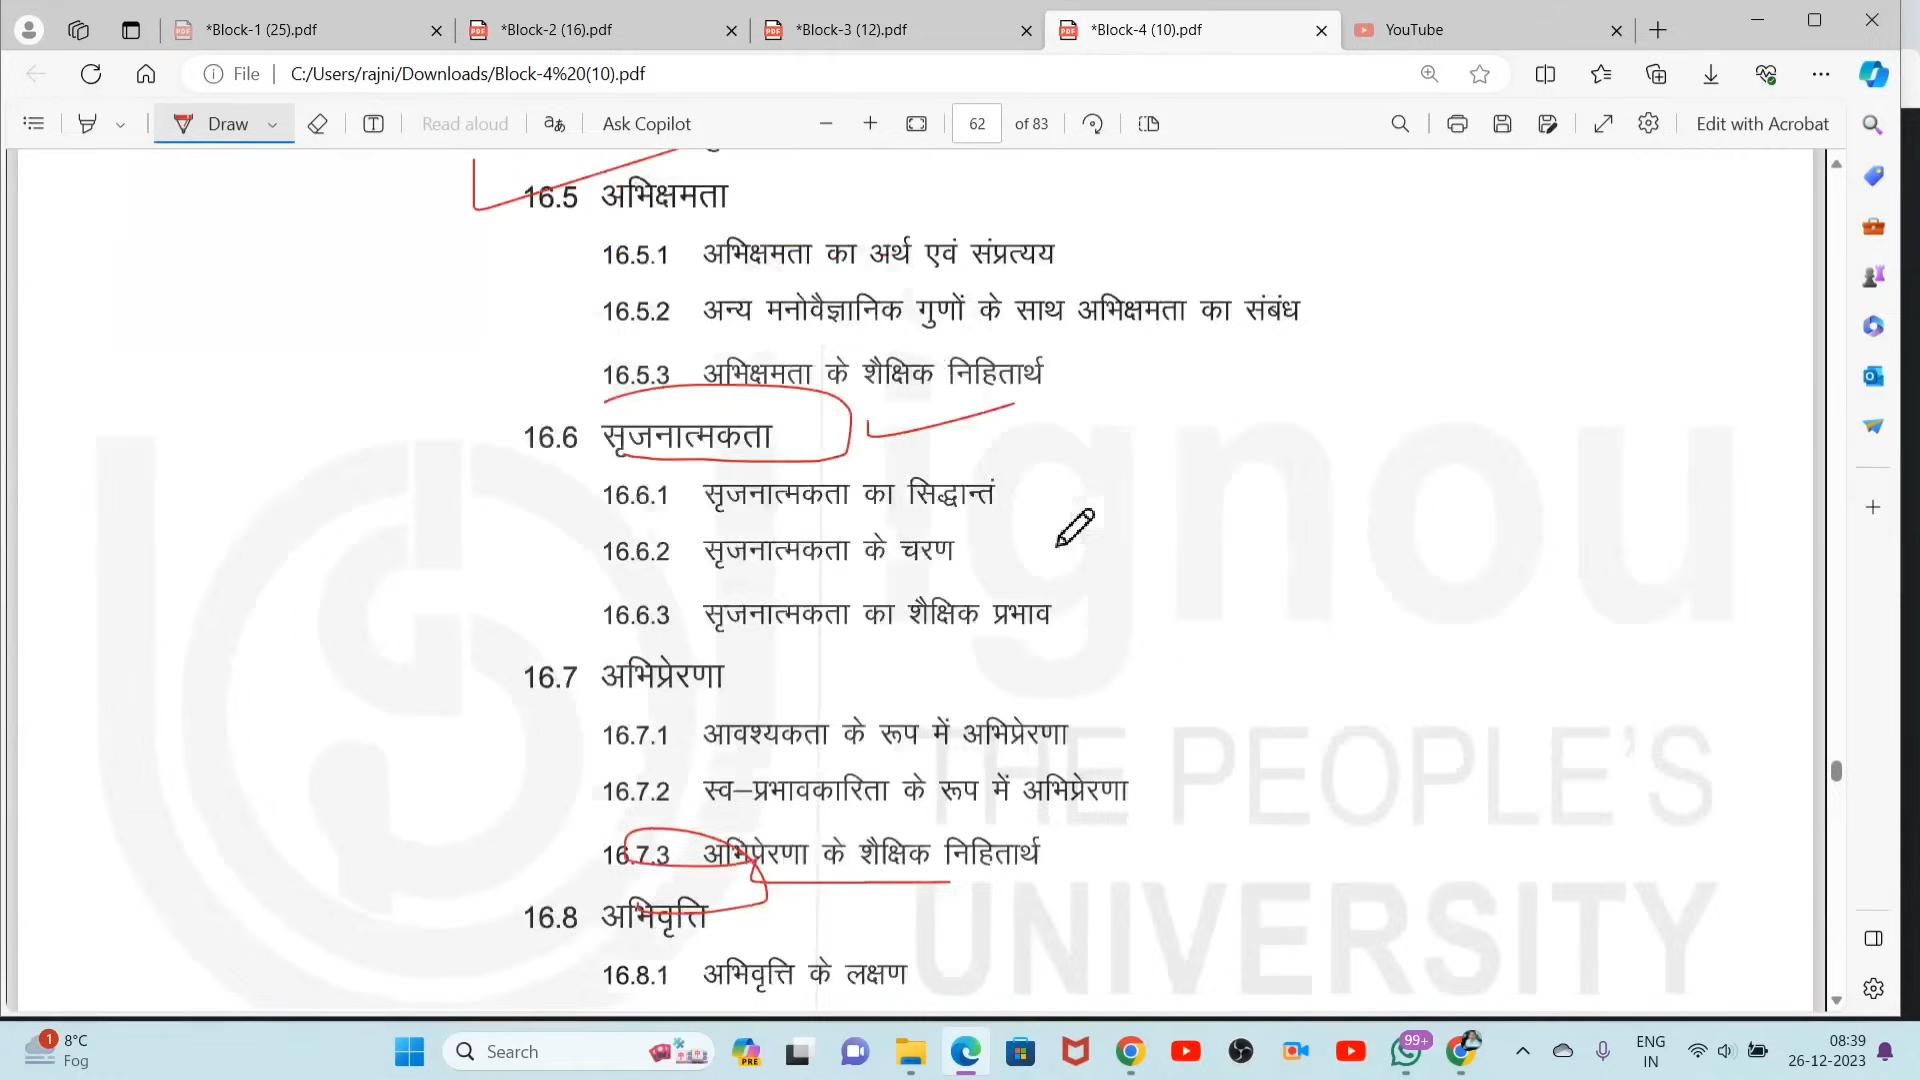 *Block-1 (25).pdf
*Block-2 (16).pdf
*Block-3 (12).pdf
*Block-4 (10).pdf
YouTube
File
C:/Users/rajni/Downloads/Block-4%20(10).pdf
Draw
Read aloud
aあ
Ask Copilot
62 of 83
Edit with Acrobat
16.5 अभिक्षमता
16.5.1 अभिक्षमता का अर्थ एवं संप्रत्यय
16.5.2 अन्य मनोवैज्ञानिक गुणों के साथ अभिक्षमता का संबंध
16.5.3 अभिक्षमता के शैक्षिक निहितार्थ
16.6 सृजनात्मकता
16.6.1 सृजनात्मकता का सिद्धान्तं
16.6.2 सृजनात्मकता के चरण
16.6.3 सृजनात्मकता का शैक्षिक प्रभाव
16.7 अभिप्रेरणा
16.7.1 आवश्यकता के रूप में अभिप्रेरणा
16.7.2 स्व–प्रभावकारिता के रूप में अभिप्रेरणा
16.7.3 अभिप्रेरणा के शैक्षिक निहितार्थ
16.8 अभिवृत्ति
16.8.1 अभिवृत्ति के लक्षण
ignou
THE PEOPLE'S
UNIVERSITY
1
8°C
Fog
Search
PRE
99+
ENG
IN
08:39
26-12-2023